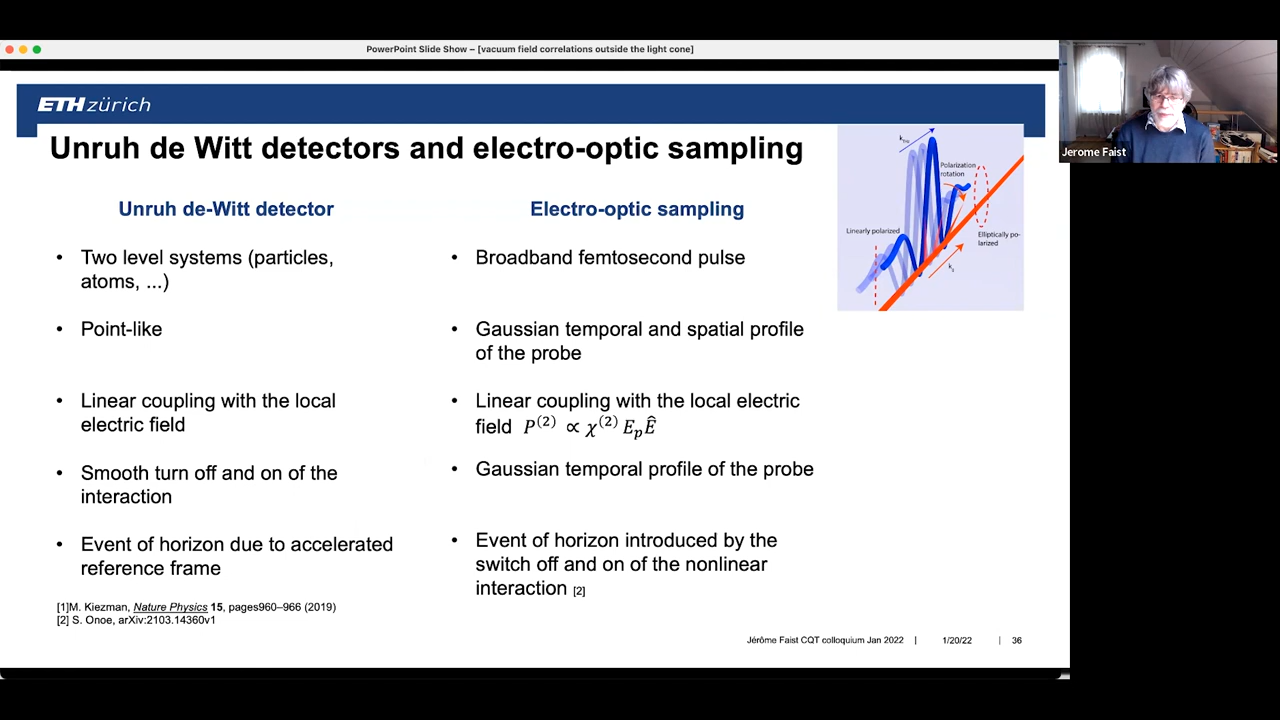 PowerPoint Slide Show – [vacuum field correlations outside the light cone]
ETH zürich
Unruh de Witt detectors and electro-optic sampling
Unruh de-Witt detector
• Two level systems (particles,
atoms, ...)
• Point-like
• Linear coupling with the local
electric field
• Smooth turn off and on of the
interaction
• Event of horizon due to accelerated
reference frame
Electro-optic sampling
• Broadband femtosecond pulse
• Gaussian temporal and spatial profile
of the probe
• Linear coupling with the local electric
field P⁽²⁾ ∝ χ⁽²⁾ EₚÊ
• Gaussian temporal profile of the probe
• Event of horizon introduced by the
switch off and on of the nonlinear
interaction [2]
Polarization
rotation
Linearly polarized
Elliptically po-
larized
[1]M. Kiezman, Nature Physics 15, pages960–966 (2019)
[2] S. Onoe, arXiv:2103.14360v1
Jérôme Faist CQT colloquium Jan 2022 | 1/20/22 | 36
Jerome Faist